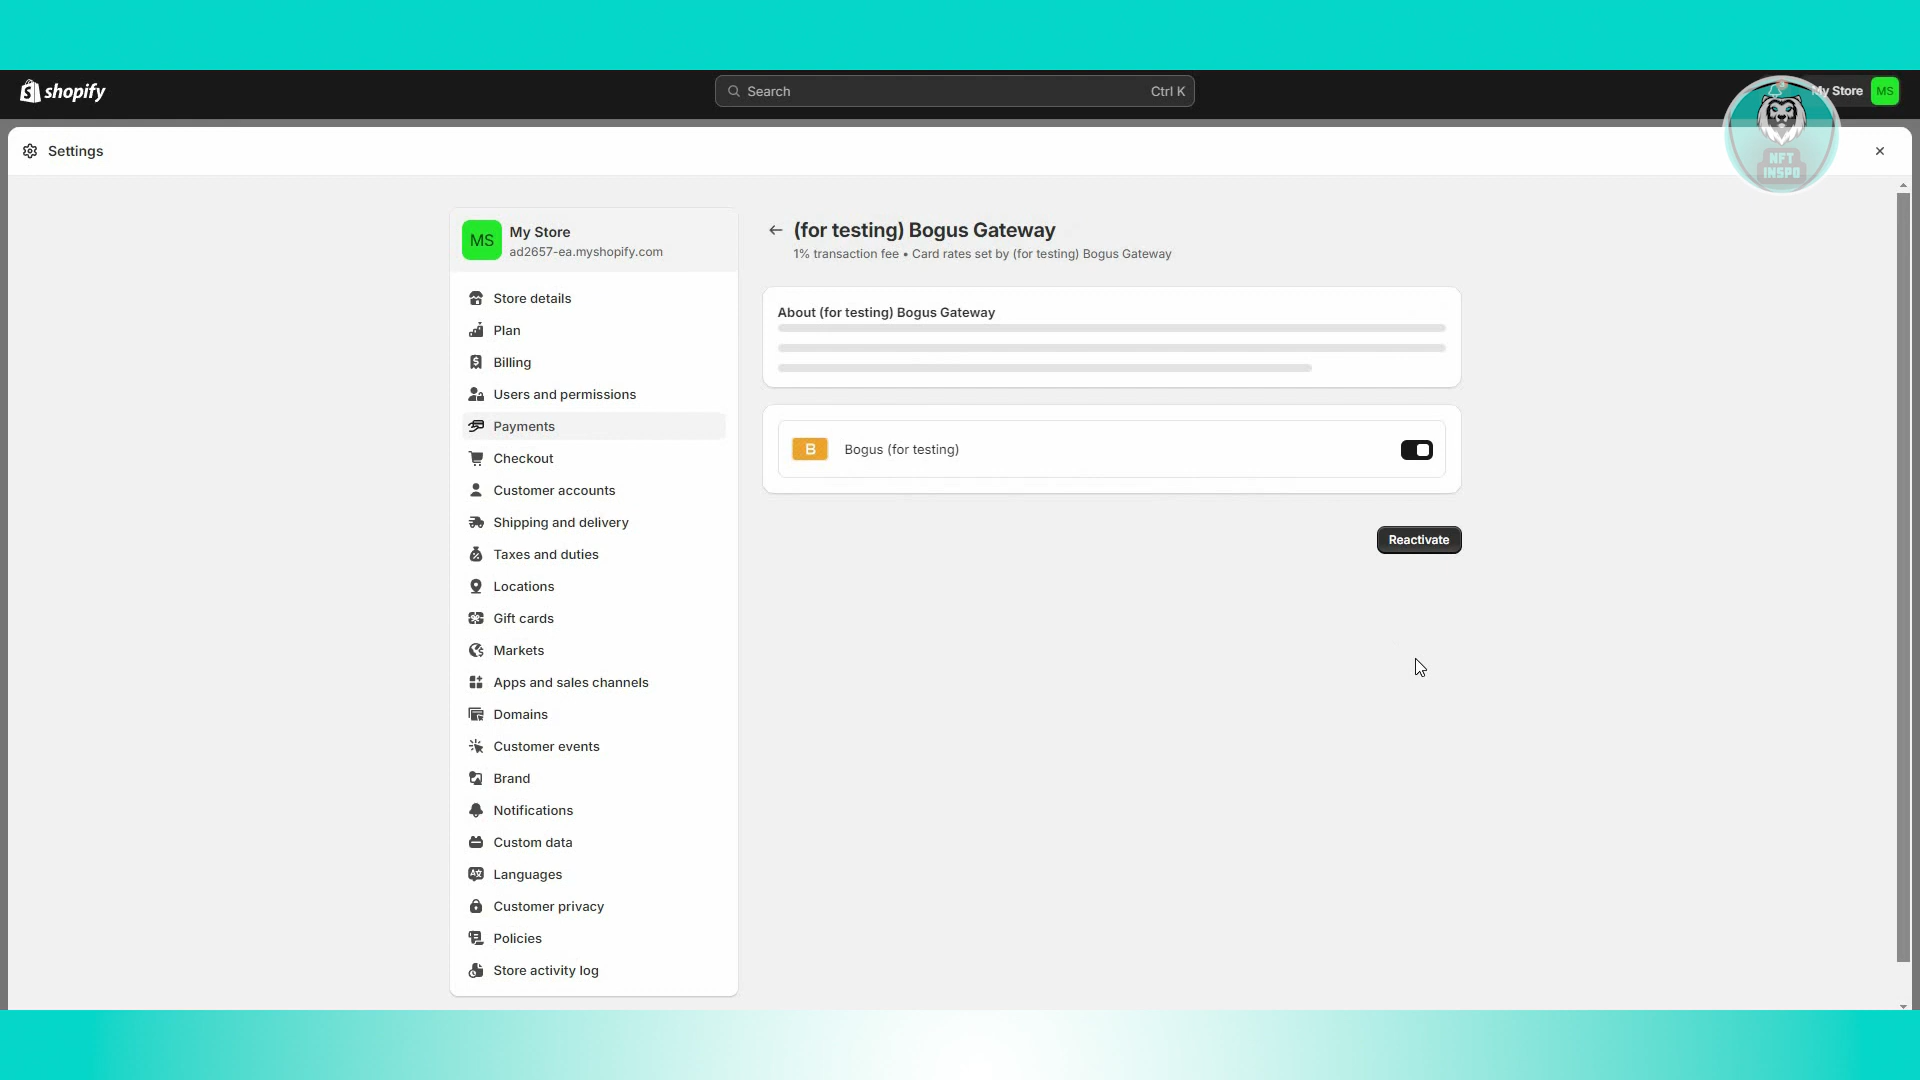 shopify
Search
Ctrl K
My Store
MS
NFT
INSPO
Settings
MS
My Store
ad2657-ea.myshopify.com
Store details
Plan
Billing
Users and permissions
Payments
Checkout
Customer accounts
Shipping and delivery
Taxes and duties
Locations
Gift cards
Markets
Apps and sales channels
Domains
Customer events
Brand
Notifications
Custom data
Languages
Customer privacy
Policies
Store activity log
(for testing) Bogus Gateway
1% transaction fee • Card rates set by (for testing) Bogus Gateway
About (for testing) Bogus Gateway
B
Bogus (for testing)
Reactivate